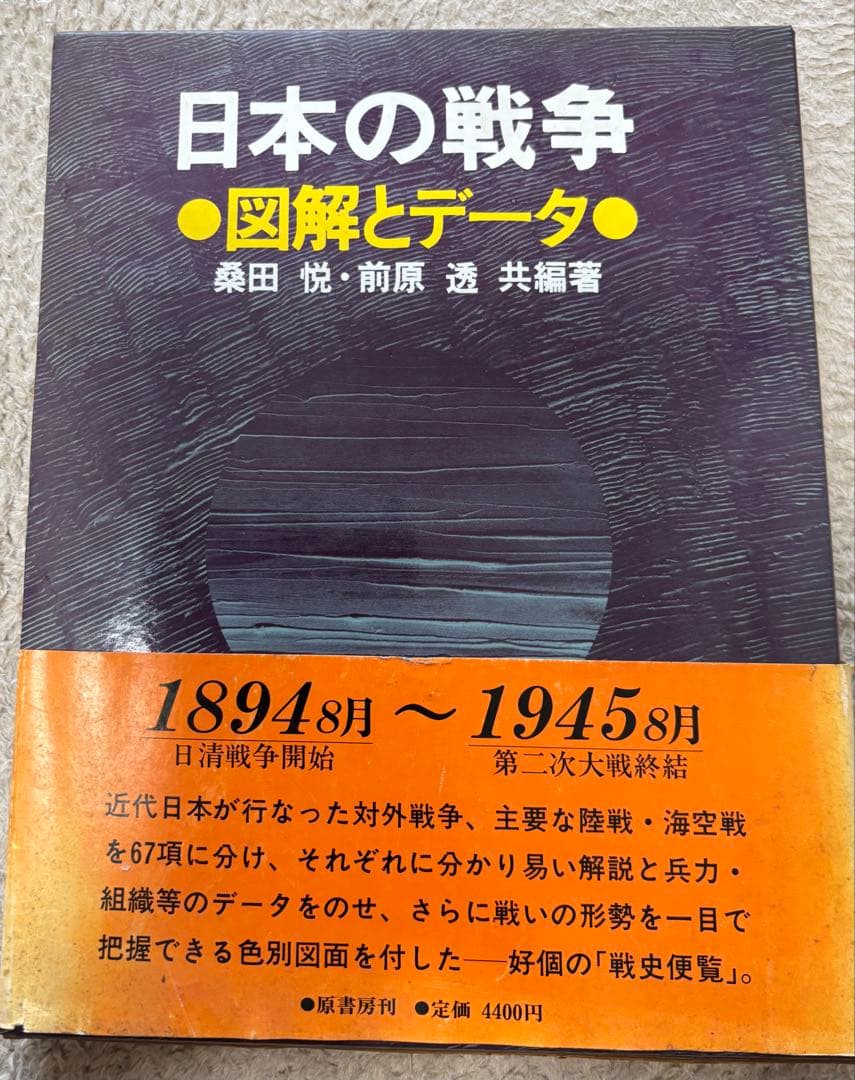 日本の戦争
●図解とデータ●
桑田 悦・前原 透 共編著
1894 8月 〜 1945 8月
日清戦争開始 第二次大戦終結
近代日本が行なった対外戦争、主要な陸戦・海空戦
を67項に分け、それぞれに分かり易い解説と兵力・
組織等のデータをのせ、さらに戦いの形勢を一目で
把握できる色別図面を付した──好個の「戦史便覧」。
●原書房刊 ●定価 4400円